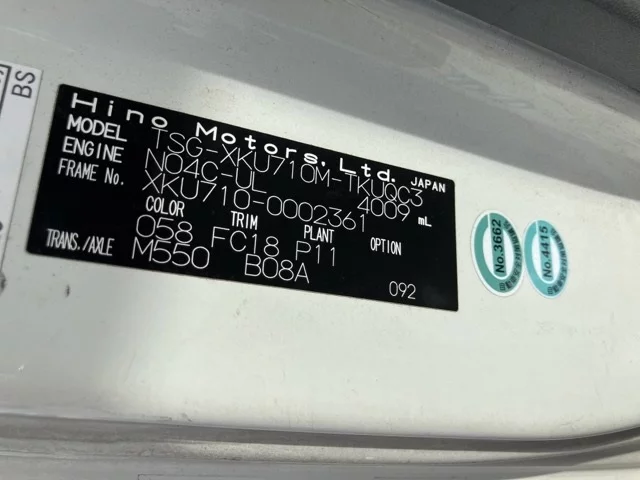 BS
Hino Motors,Ltd. JAPAN
MODEL TSG-XKU710M-TKUQC3
ENGINE N04C-UL 4009 mL
FRAME No. XKU710-0002361
COLOR TRIM PLANT OPTION
058 FC18 P11
TRANS./AXLE M550 B08A
092
No.3662
No.4415